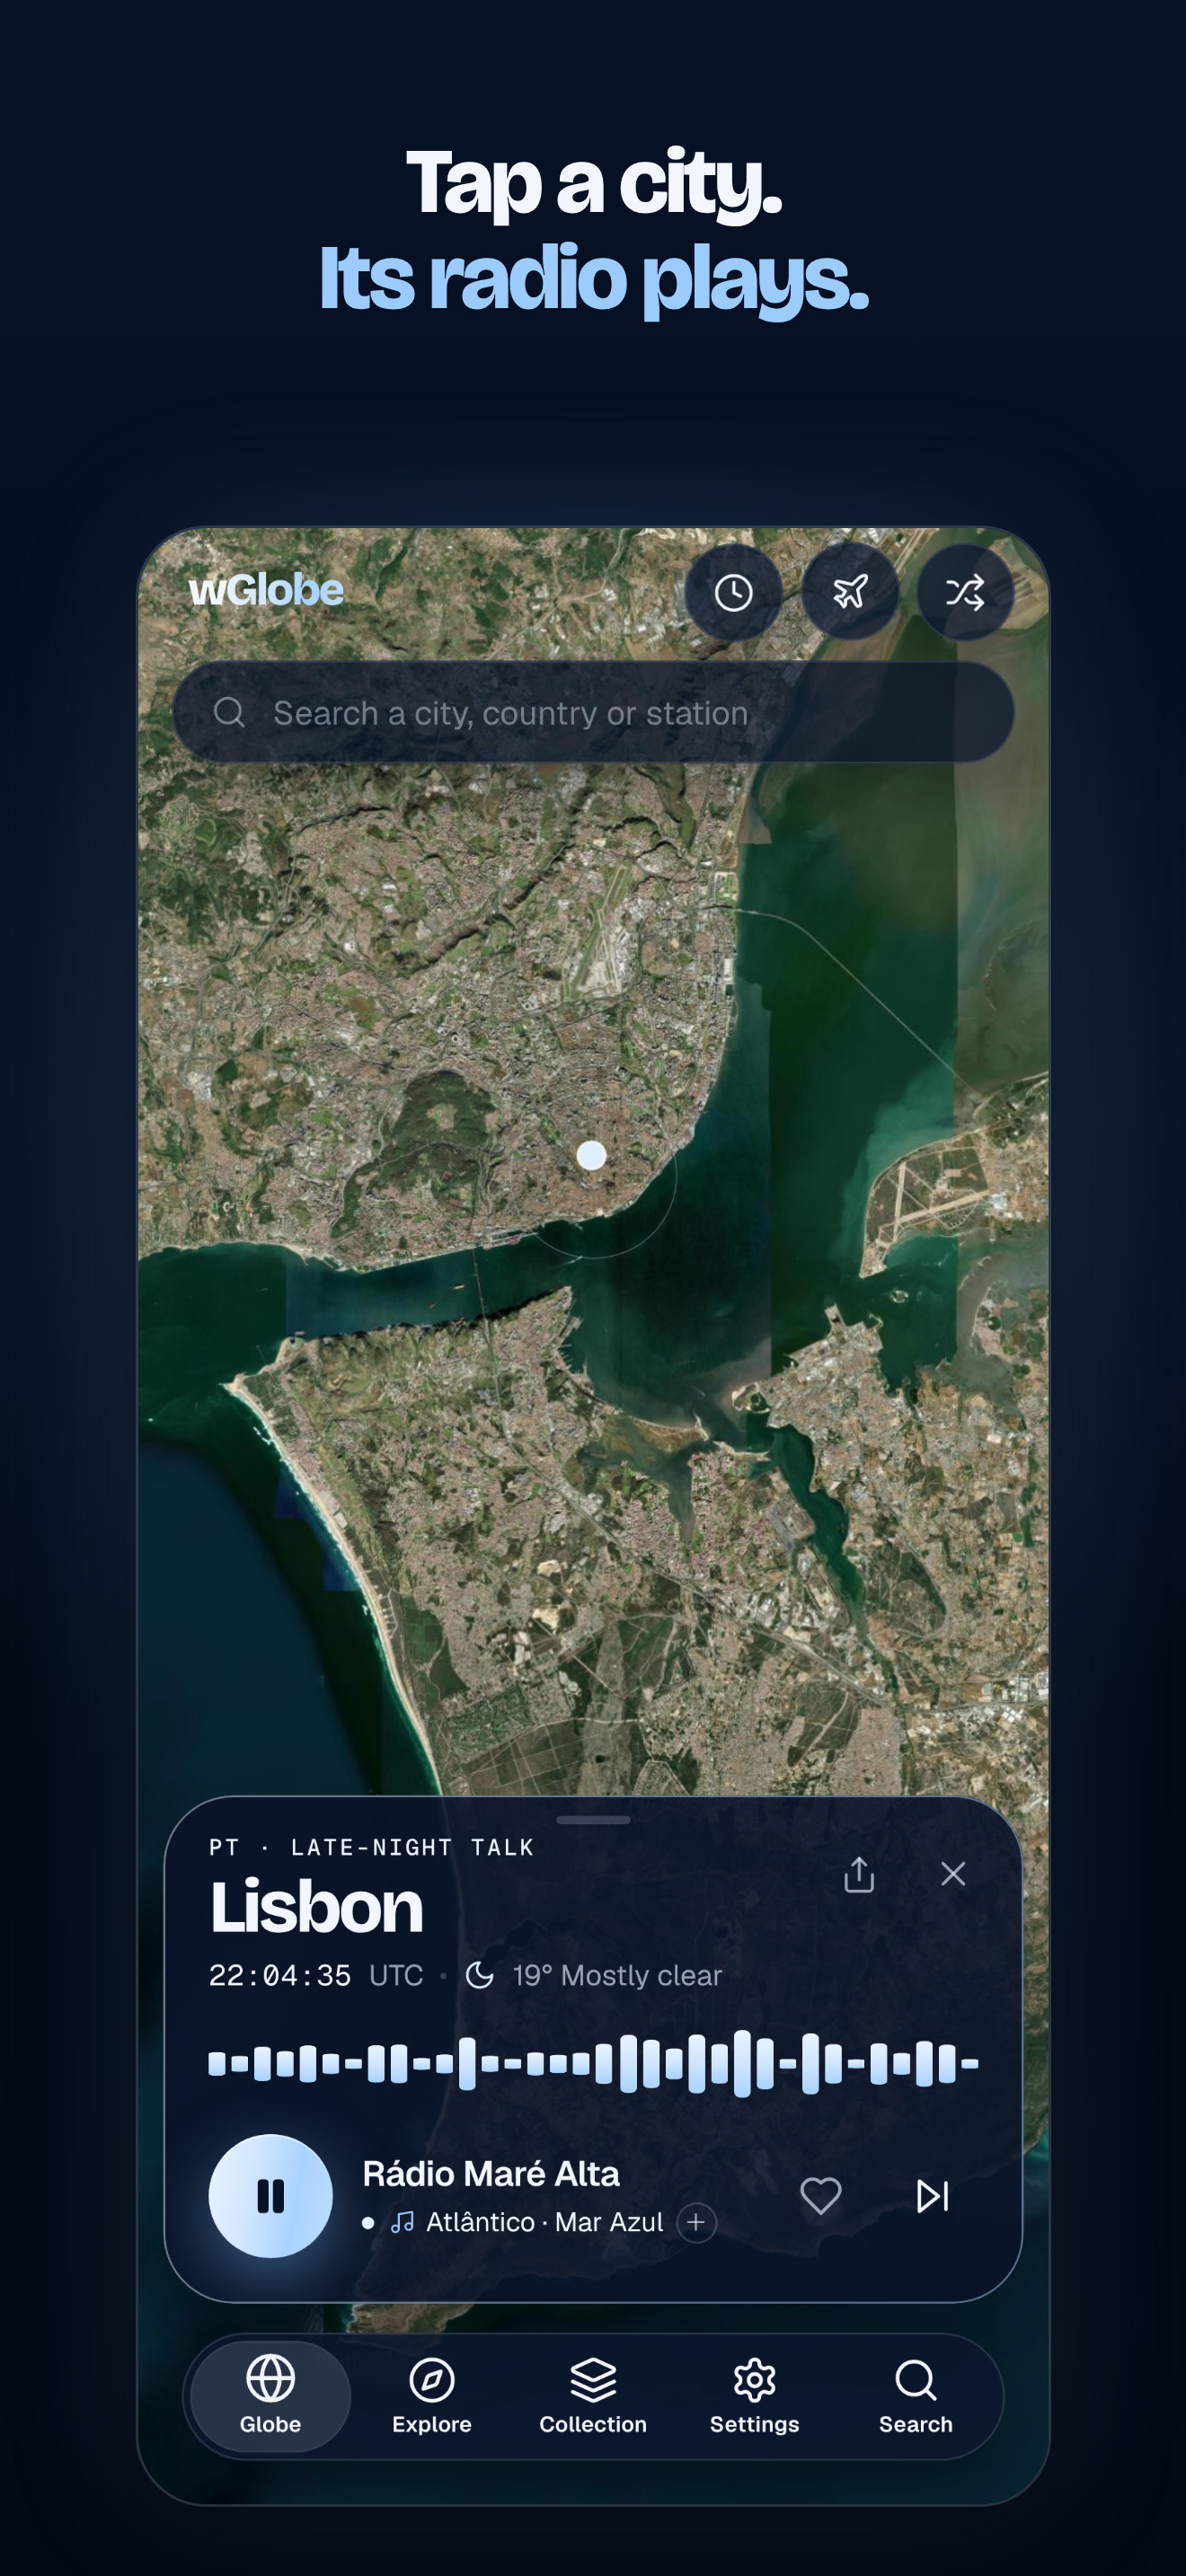 Tap a city.
Its radio plays.
wGlobe
Search a city, country or station
PT · LATE-NIGHT TALK
Lisbon
22:04:35 UTC • 19° Mostly clear
Rádio Maré Alta
Atlântico · Mar Azul
Globe
Explore
Collection
Settings
Search